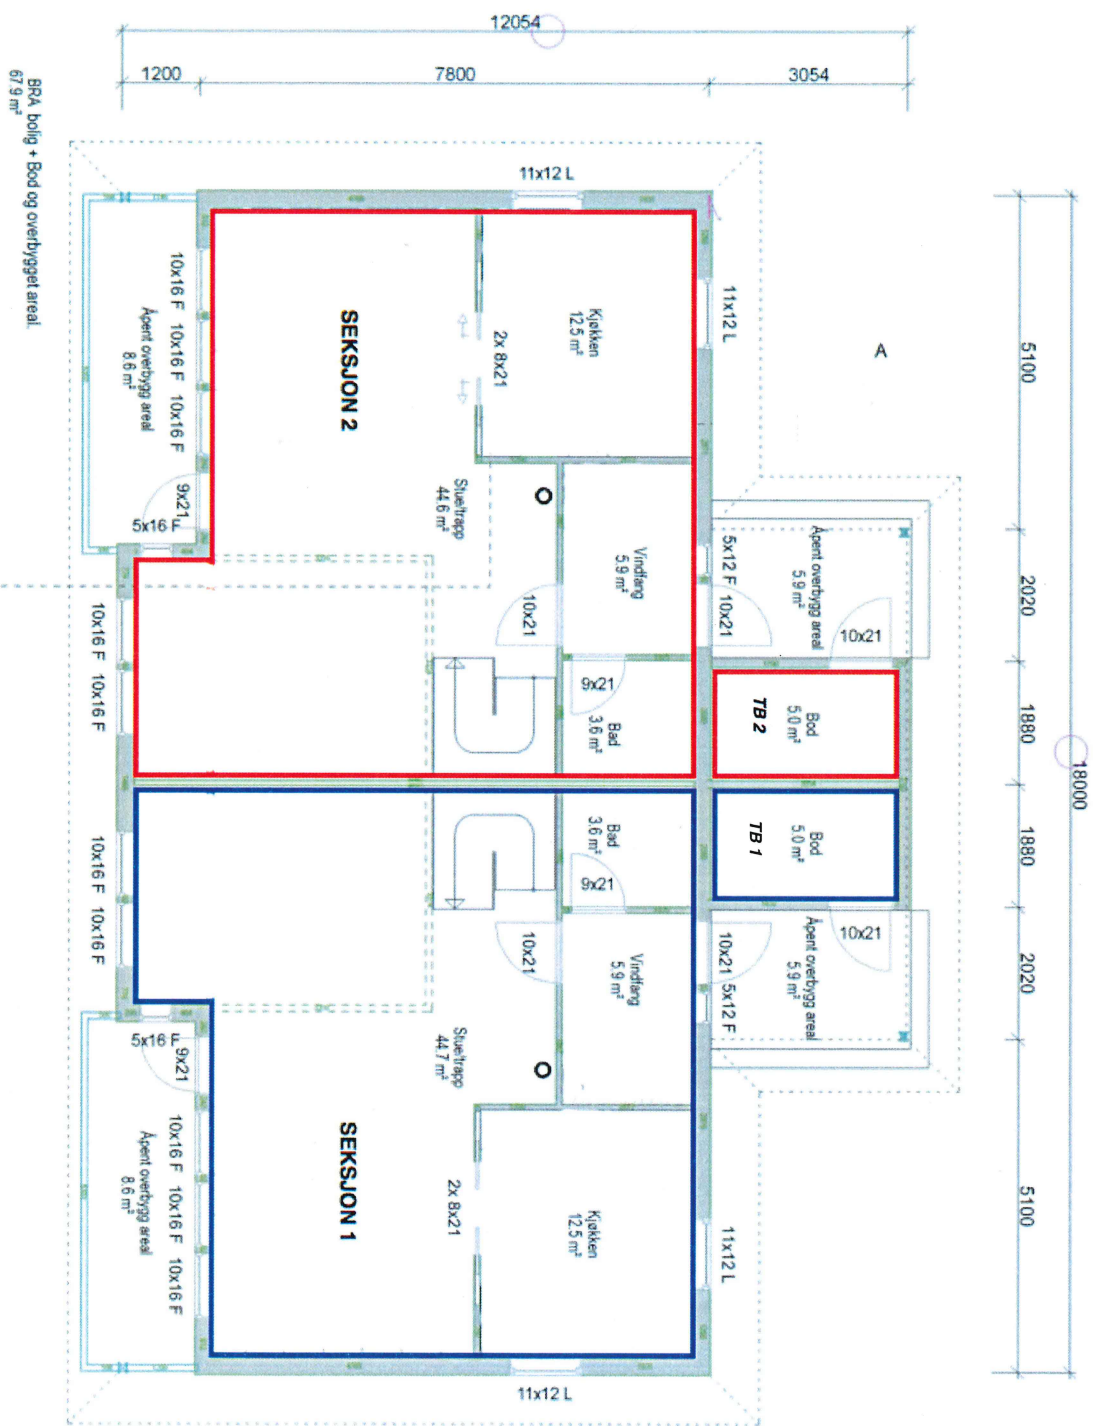 12054
1200
7800
3054
BRA bolig + Bod og overbygget areal.
67.9 m²
18000
5100
2020
1880
1880
2020
5100
A
11x12 L
11x12 L
Kjøkken
12.5 m²
2x 8x21
SEKSJON 2
Stue/trapp
44.6 m²
10x16 F
10x16 F
10x16 F
9x21
5x16 F
Åpent overbygg areal
8.6 m²
Vindfang
5.9 m²
10x21
5x12 F
10x21
Åpent overbygg areal
5.9 m²
10x21
Bod
5.0 m²
TB 2
Bad
3.6 m²
9x21
10x16 F
10x16 F
Bod
5.0 m²
TB 1
Bad
3.6 m²
9x21
10x16 F
10x16 F
10x21
Åpent overbygg areal
5.9 m²
10x21
5x12 F
Vindfang
5.9 m²
10x21
Stue/trapp
44.7 m²
SEKSJON 1
5x16 F
9x21
10x16 F
10x16 F
10x16 F
Åpent overbygg areal
8.6 m²
2x 8x21
Kjøkken
12.5 m²
11x12 L
11x12 L